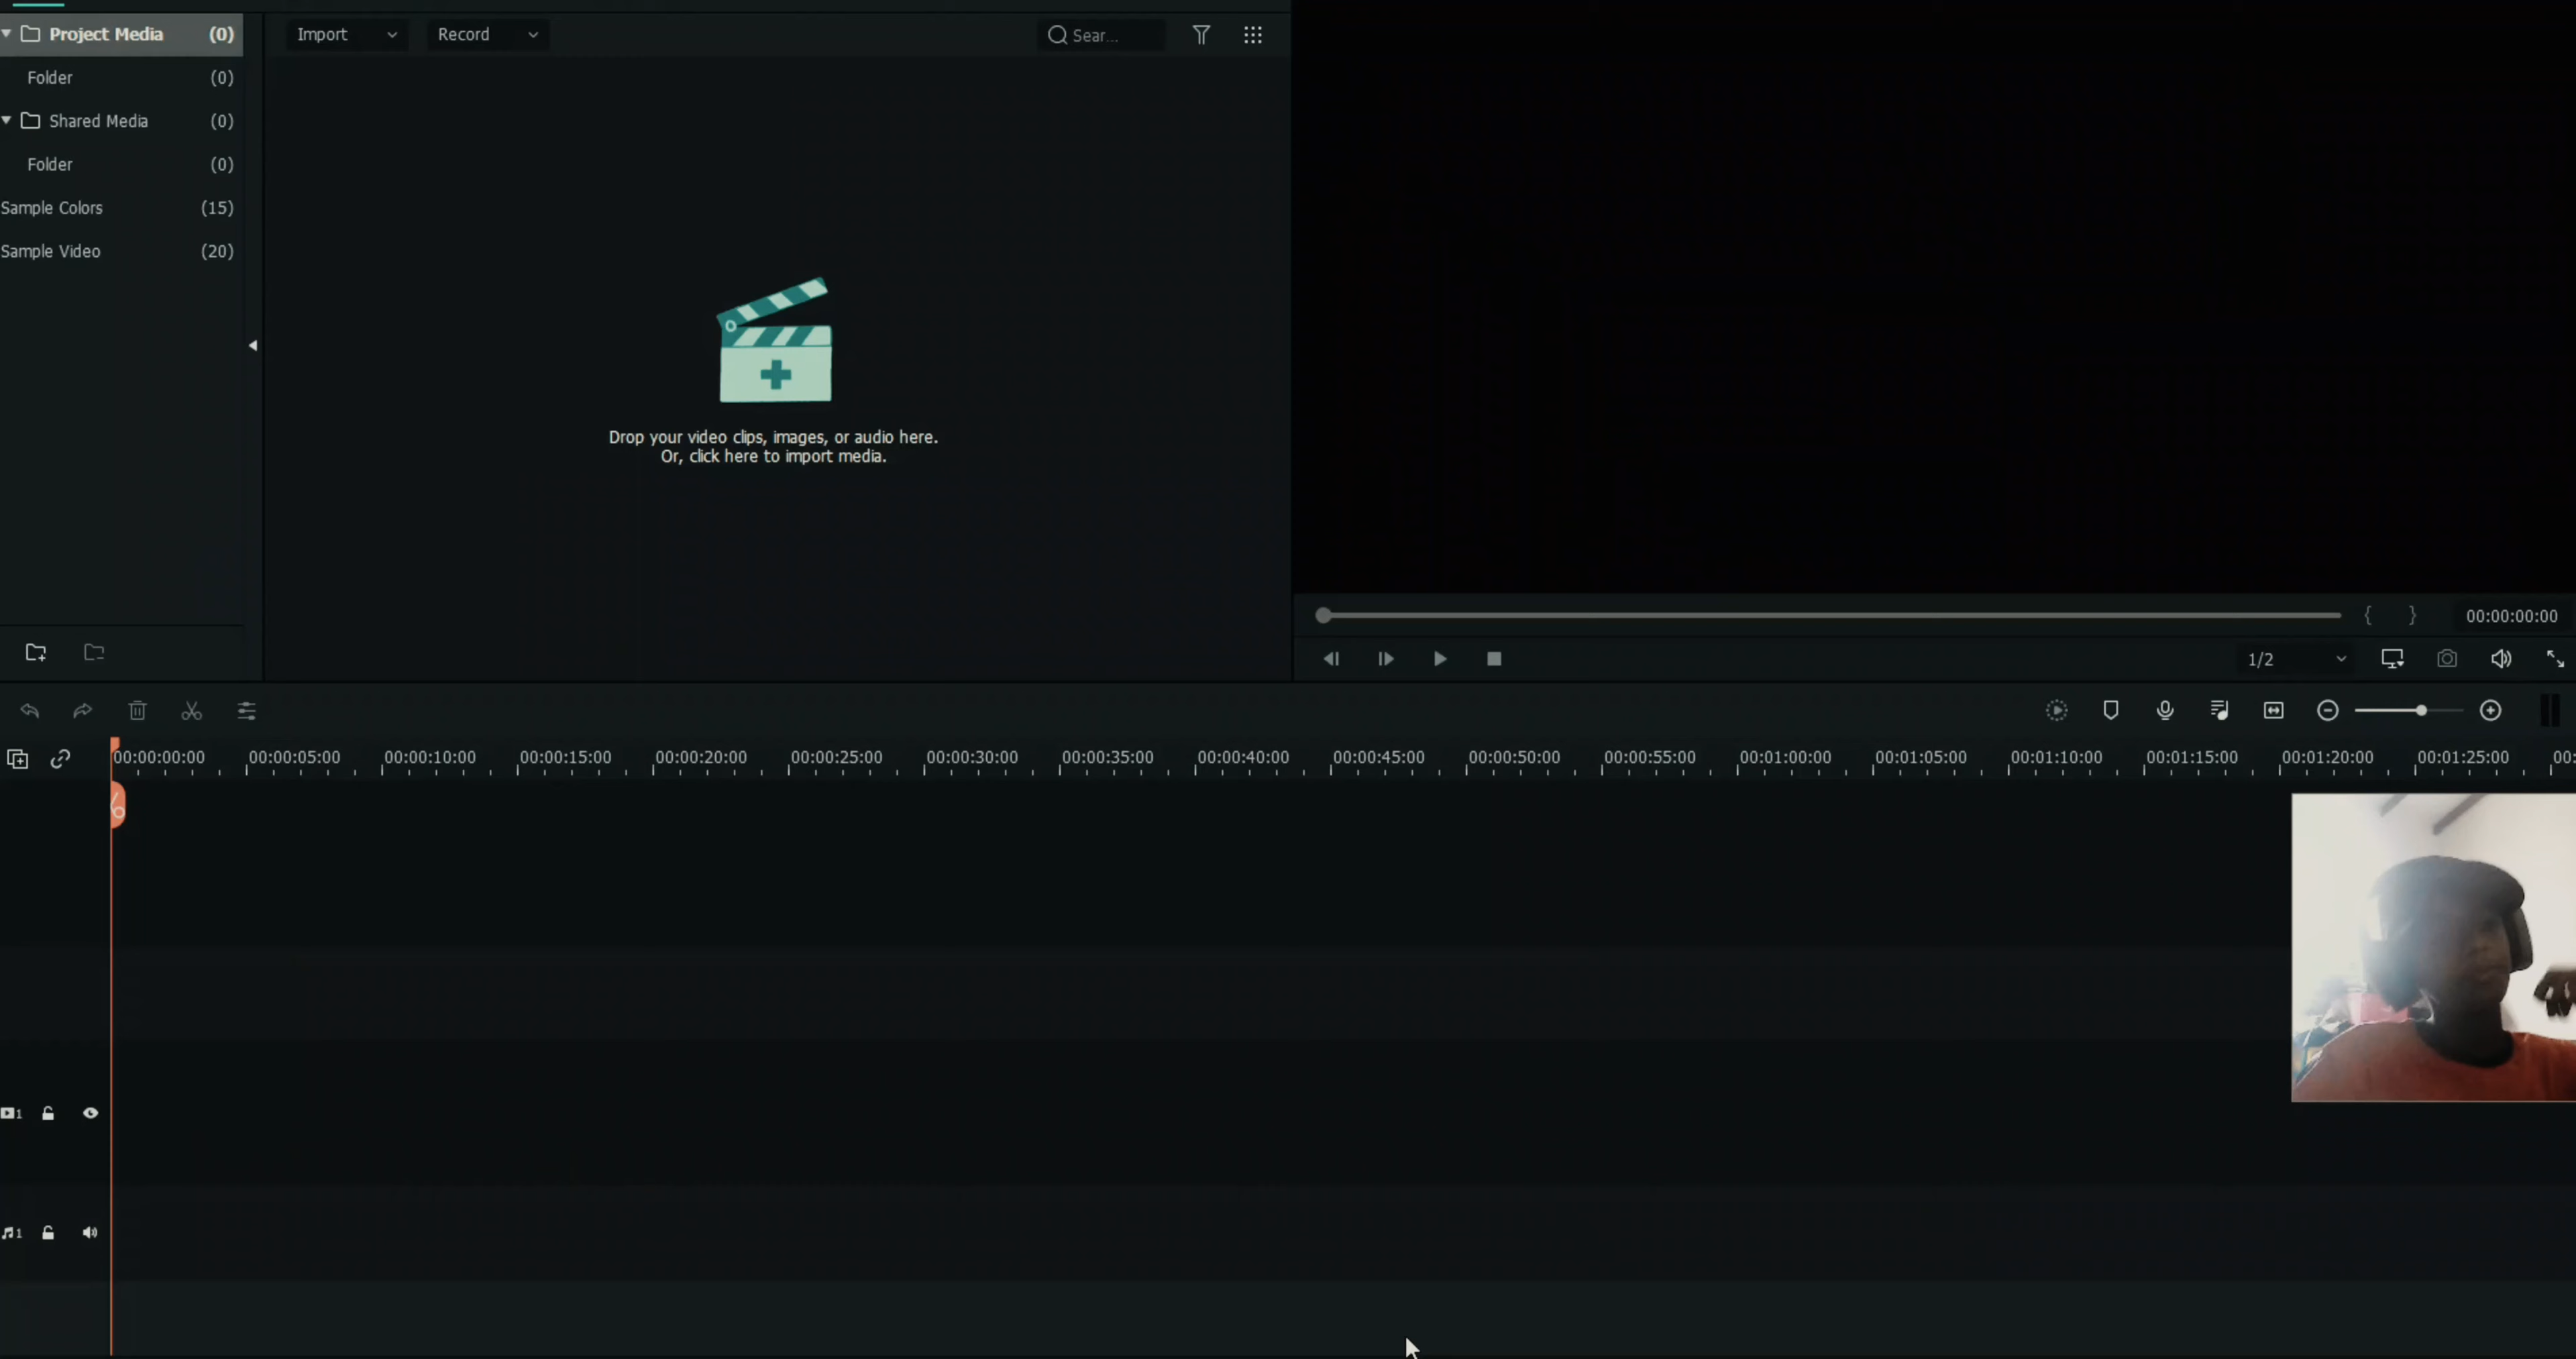 Project Media (0)
Folder (0)
Shared Media (0)
Folder (0)
Sample Colors (15)
Sample Video (20)
Import
Record
Sear...
Drop your video clips, images, or audio here.
Or, click here to import media.
00:00:00:00
1/2
00:00:00:00 00:00:05:00 00:00:10:00 00:00:15:00 00:00:20:00 00:00:25:00 00:00:30:00 00:00:35:00 00:00:40:00 00:00:45:00 00:00:50:00 00:00:55:00 00:01:00:00 00:01:05:00 00:01:10:00 00:01:15:00 00:01:20:00 00:01:25:00 00:
1
1